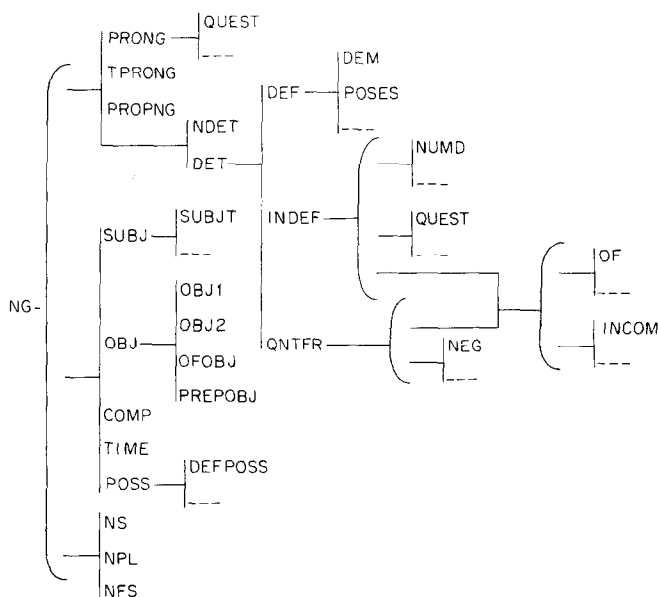 QUEST
PRONG
TPRONG
PROPNG
NDET
DET
DEF
DEM
POSES
INDEF
NUMD
QUEST
QNTFR
NEG
OF
INCOM
NG
SUBJ
SUBJT
OBJ
OBJ1
OBJ2
OFOBJ
PREPOBJ
COMP
TIME
POSS
DEFPOSS
NS
NPL
NFS